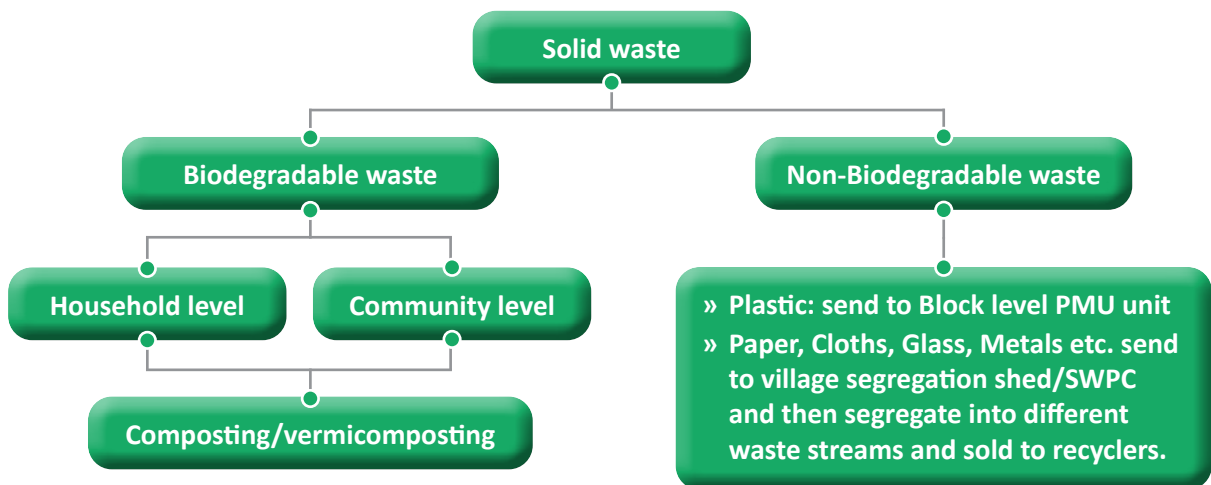 Solid waste
Biodegradable waste
Non-Biodegradable waste
Household level
Community level
Composting/vermicomposting
» Plastic: send to Block level PMU unit
» Paper, Cloths, Glass, Metals etc. send
to village segregation shed/SWPC
and then segregate into different
waste streams and sold to recyclers.